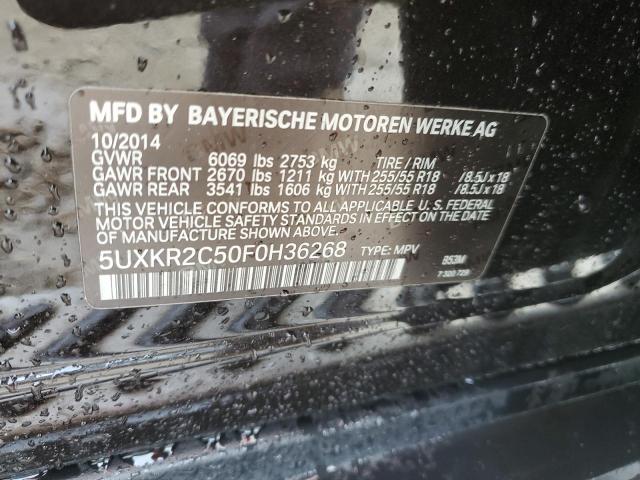 MFD BY BAYERISCHE MOTOREN WERKE AG
10/2014
GVWR 6069 lbs 2753 kg TIRE / RIM
GAWR FRONT 2670 lbs 1211 kg WITH 255/55 R18 /8.5J x 18
GAWR REAR 3541 lbs 1606 kg WITH 255/55 R18 /8.5J x 18
THIS VEHICLE CONFORMS TO ALL APPLICABLE U.S. FEDERAL
MOTOR VEHICLE SAFETY STANDARDS IN EFFECT ON THE DATE OF
MANUFACTURE SHOWN ABOVE.
5UXKR2C50F0H36268 TYPE: MPV B53M
7 320 729